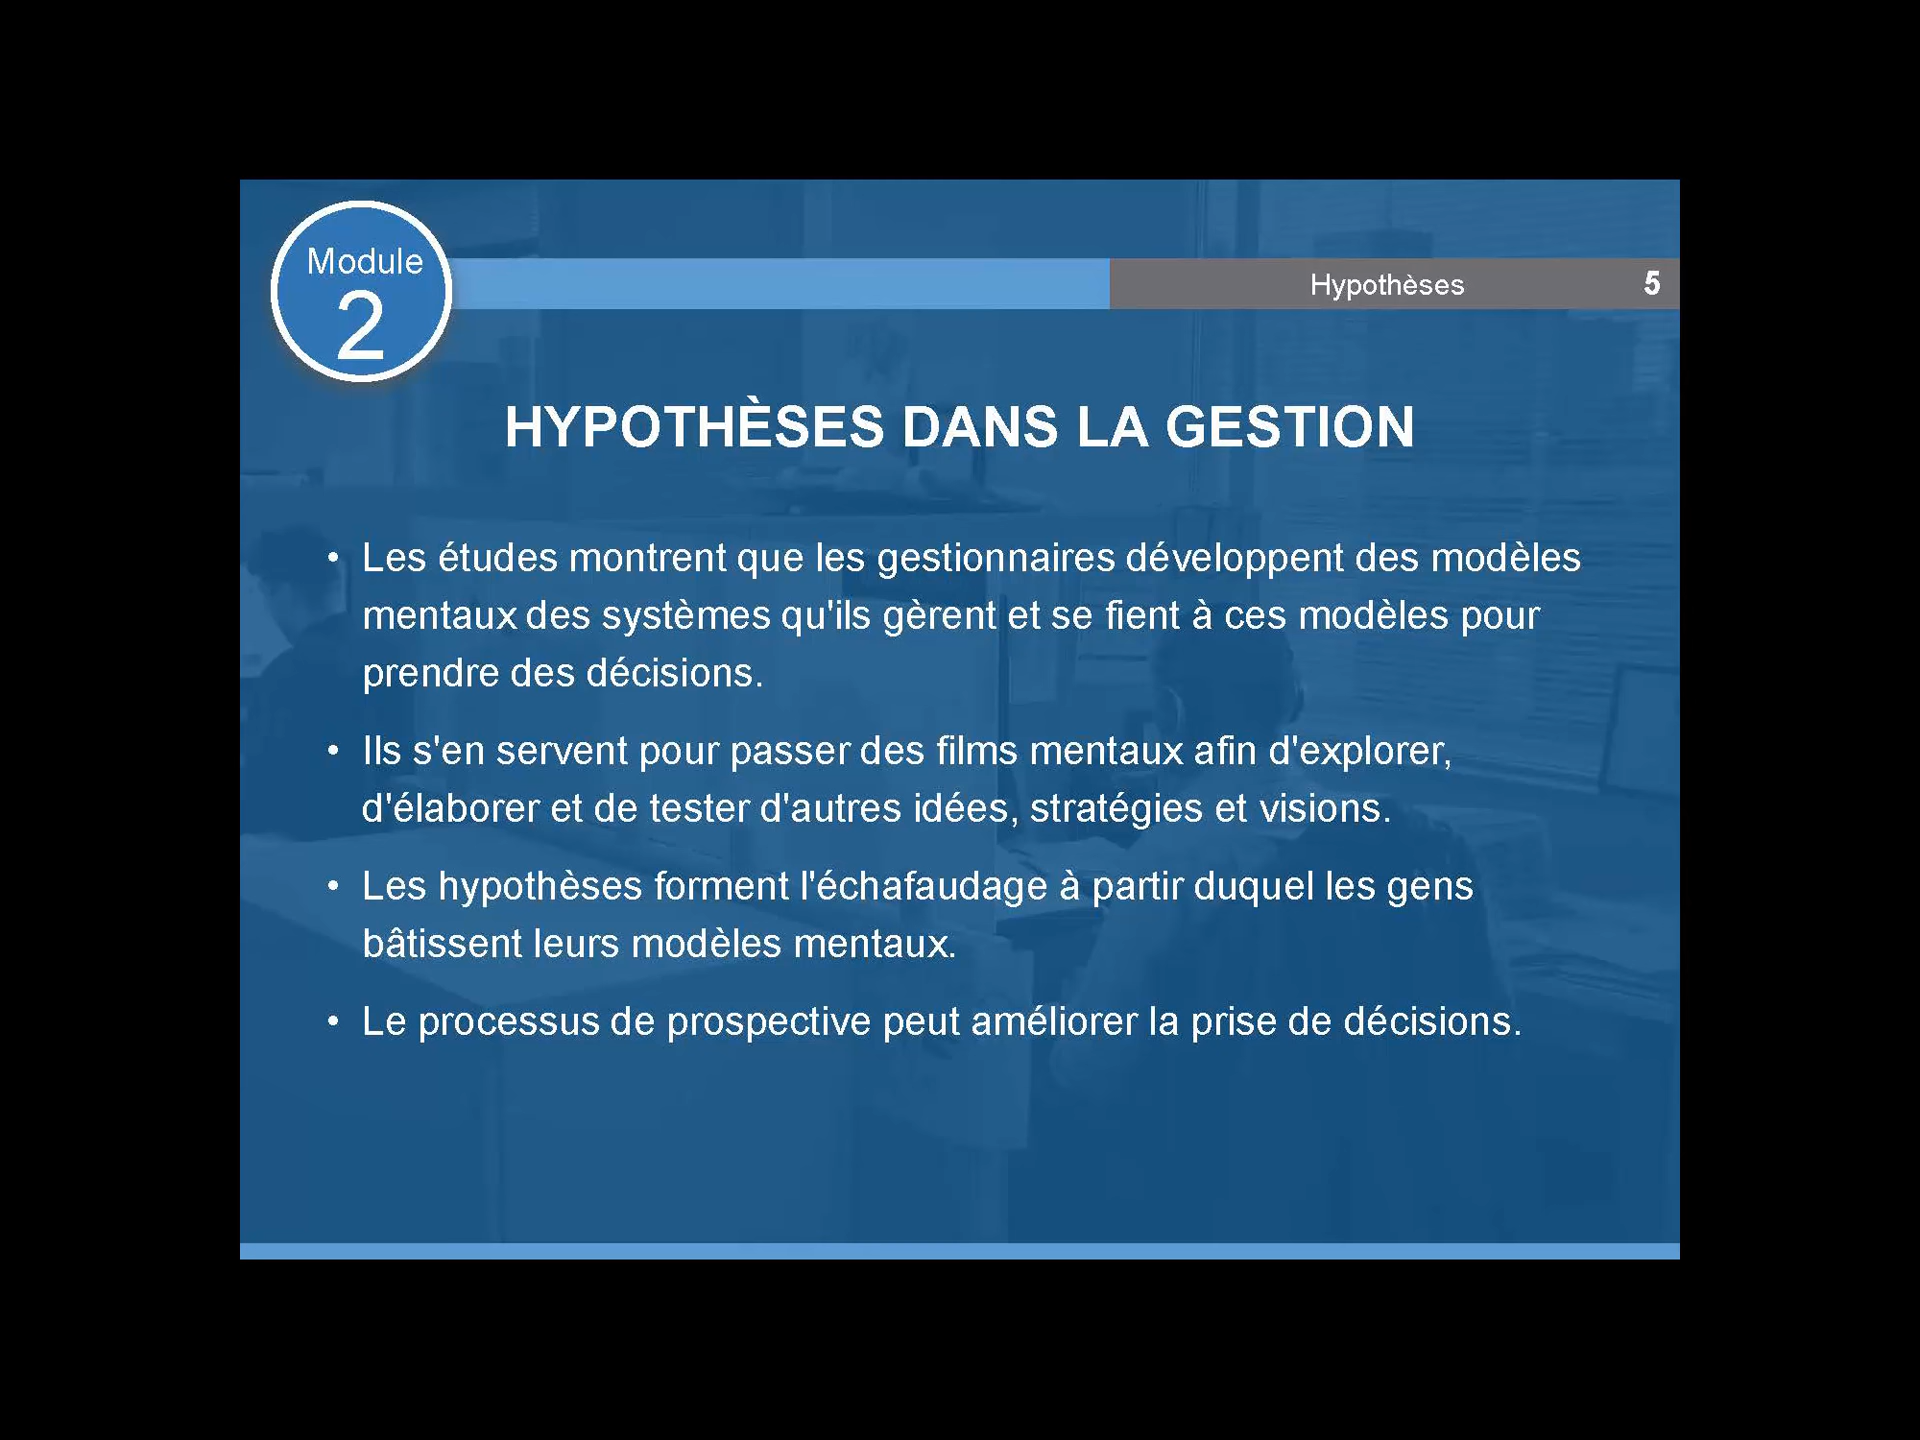 Module
2
Hypothèses 5
HYPOTHÈSES DANS LA GESTION
• Les études montrent que les gestionnaires développent des modèles
mentaux des systèmes qu'ils gèrent et se fient à ces modèles pour
prendre des décisions.
• Ils s'en servent pour passer des films mentaux afin d'explorer,
d'élaborer et de tester d'autres idées, stratégies et visions.
• Les hypothèses forment l'échafaudage à partir duquel les gens
bâtissent leurs modèles mentaux.
• Le processus de prospective peut améliorer la prise de décisions.